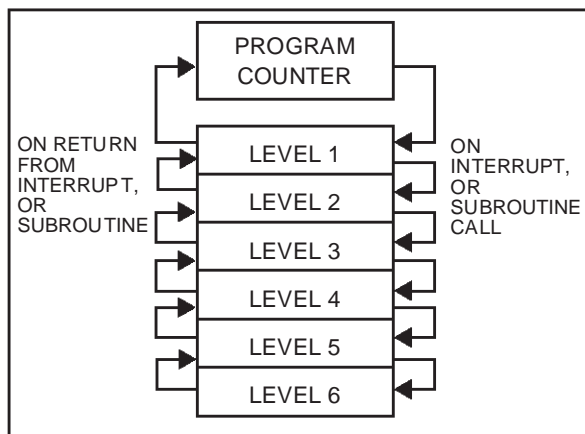 PROGRAM
COUNTER
ON RETURN
FROM
INTERRUPT,
OR
SUBROUTINE
LEVEL 1
LEVEL 2
LEVEL 3
LEVEL 4
LEVEL 5
LEVEL 6
ON
INTERRUPT,
OR
SUBROUTINE
CALL